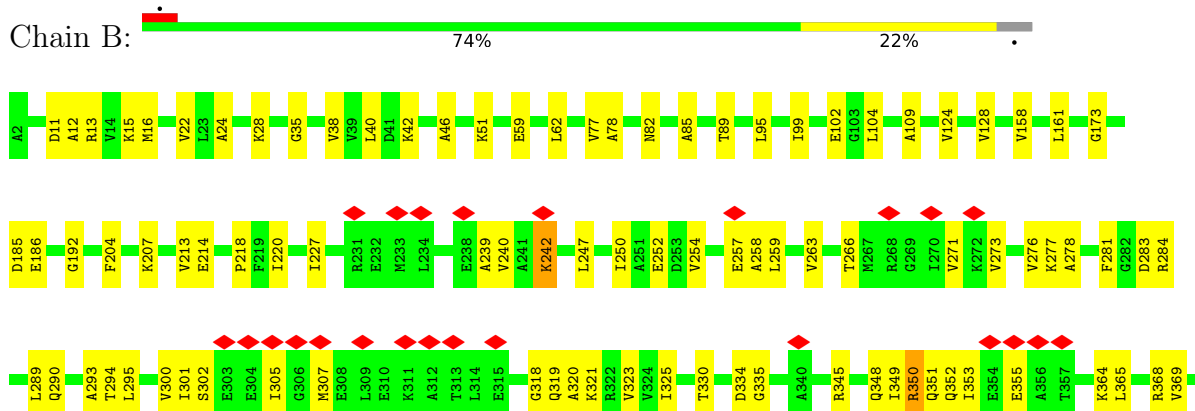 Chain B:
74% 22%
A2 D11 A12 R13 V14 K15 M16 V22 L23 A24 K28 G35 V38 V39 L40 D41 K42 A46 K51 E59 L62 V77 A78 N82 A85 T89 L95 I99 E102 G103 L104 A109 V124 V128 V158 L161 G173
D185 E186 G192 F204 K207 V213 E214 P218 F219 I220 I227 R231 E232 M233 L234 E238 A239 V240 A241 K242 L247 I250 A251 E252 D253 V254 E257 A258 L259 V263 T266 M267 R268 G269 I270 V271 K272 V273 V276 K277 A278 F281 G282 D283 R284
L289 Q290 A293 T294 L295 V300 I301 S302 E303 E304 I305 G306 M307 E308 L309 E310 K311 A312 T313 L314 E315 G318 Q319 A320 K321 R322 V323 V324 I325 T330 D334 G335 A340 R345 Q348 I349 R350 Q351 Q352 I353 E354 E355 A356 T357 K364 L365 R368 V369